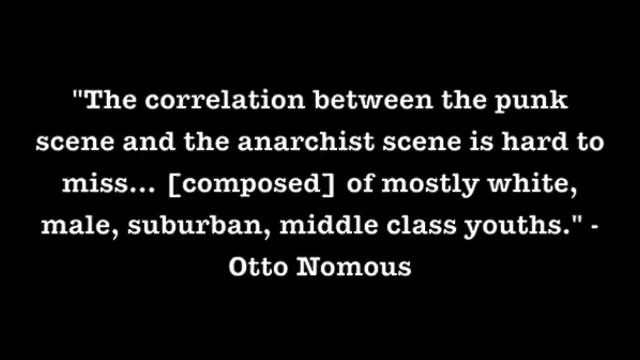 "The correlation between the punk
scene and the anarchist scene is hard to
miss... [composed] of mostly white,
male, suburban, middle class youths." -
Otto Nomous